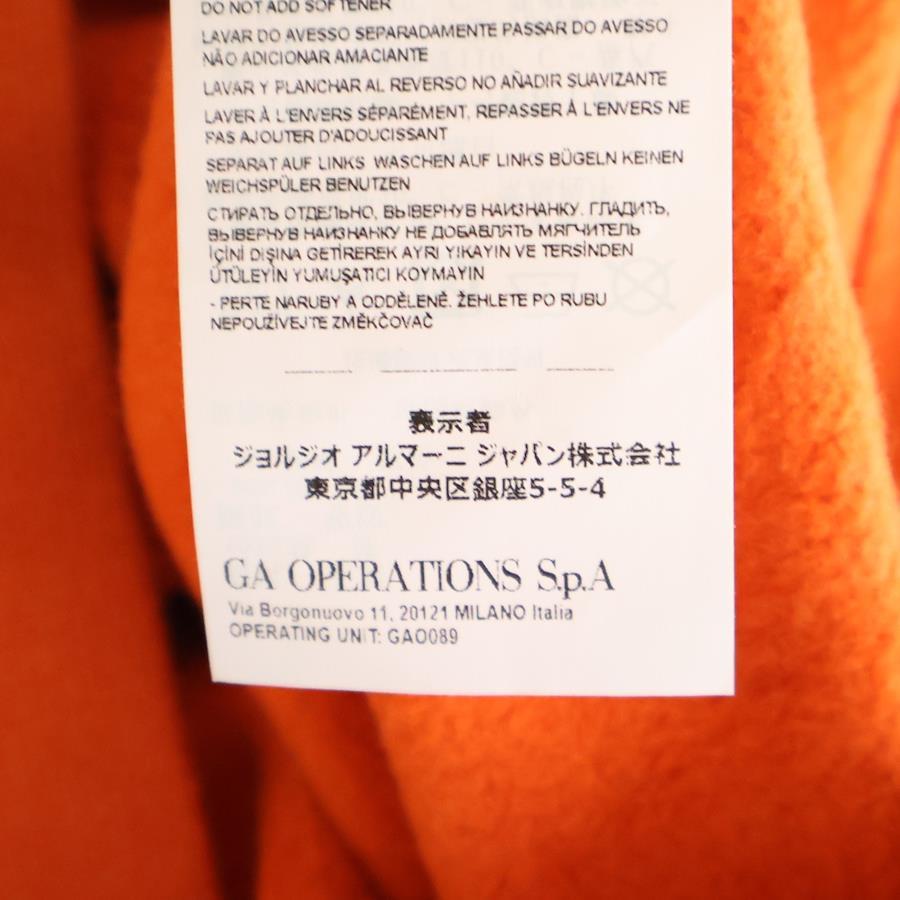 DO NOT ADD SOFTENER
LAVAR DO AVESSO SEPARADAMENTE PASSAR DO AVESSO
NÃO ADICIONAR AMACIANTE
LAVAR Y PLANCHAR AL REVERSO NO AÑADIR SUAVIZANTE
LAVER À L'ENVERS SÉPARÉMENT, REPASSER À L'ENVERS NE
PAS AJOUTER D'ADOUCISSANT
SEPARAT AUF LINKS WASCHEN AUF LINKS BÜGELN KEINEN
WEICHSPÜLER BENUTZEN
СТИРАТЬ ОТДЕЛЬНО, ВЫВЕРНУВ НАИЗНАНКУ. ГЛАДИТЬ,
ВЫВЕРНУВ НАИЗНАНКУ НЕ ДОБАВЛЯТЬ МЯГЧИТЕЛЬ
İÇİNİ DIŞINA GETİREREK AYRI YIKAYIN VE TERSİNDEN
ÜTÜLEYİN YUMUŞATICI KOYMAYIN
- PERTE NARUBY A ODDĚLENĚ. ŽEHLETE PO RUBU
NEPOUŽÍVEJTE ZMĚKČOVAČ
表示者
ジョルジオ アルマーニ ジャパン株式会社
東京都中央区銀座5-5-4
GA OPERATIONS S.p.A
Via Borgonuovo 11, 20121 MILANO Italia
OPERATING UNIT: GAO089